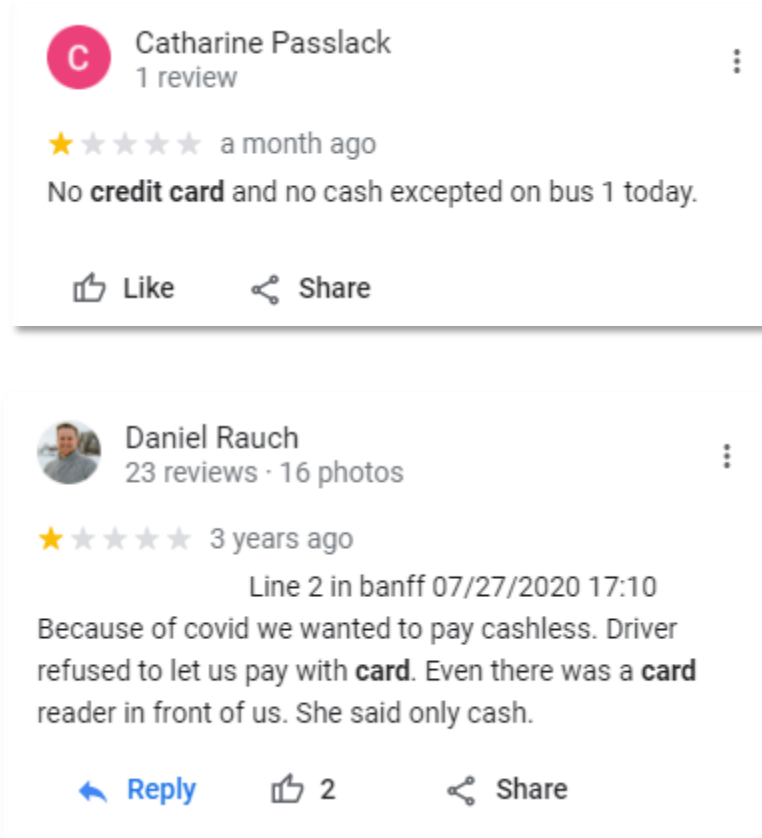 C
Catharine Passlack
1 review
a month ago
No credit card and no cash excepted on bus 1 today.
Like
Share
Daniel Rauch
23 reviews · 16 photos
3 years ago
Line 2 in banff 07/27/2020 17:10
Because of covid we wanted to pay cashless. Driver
refused to let us pay with card. Even there was a card
reader in front of us. She said only cash.
Reply
2
Share